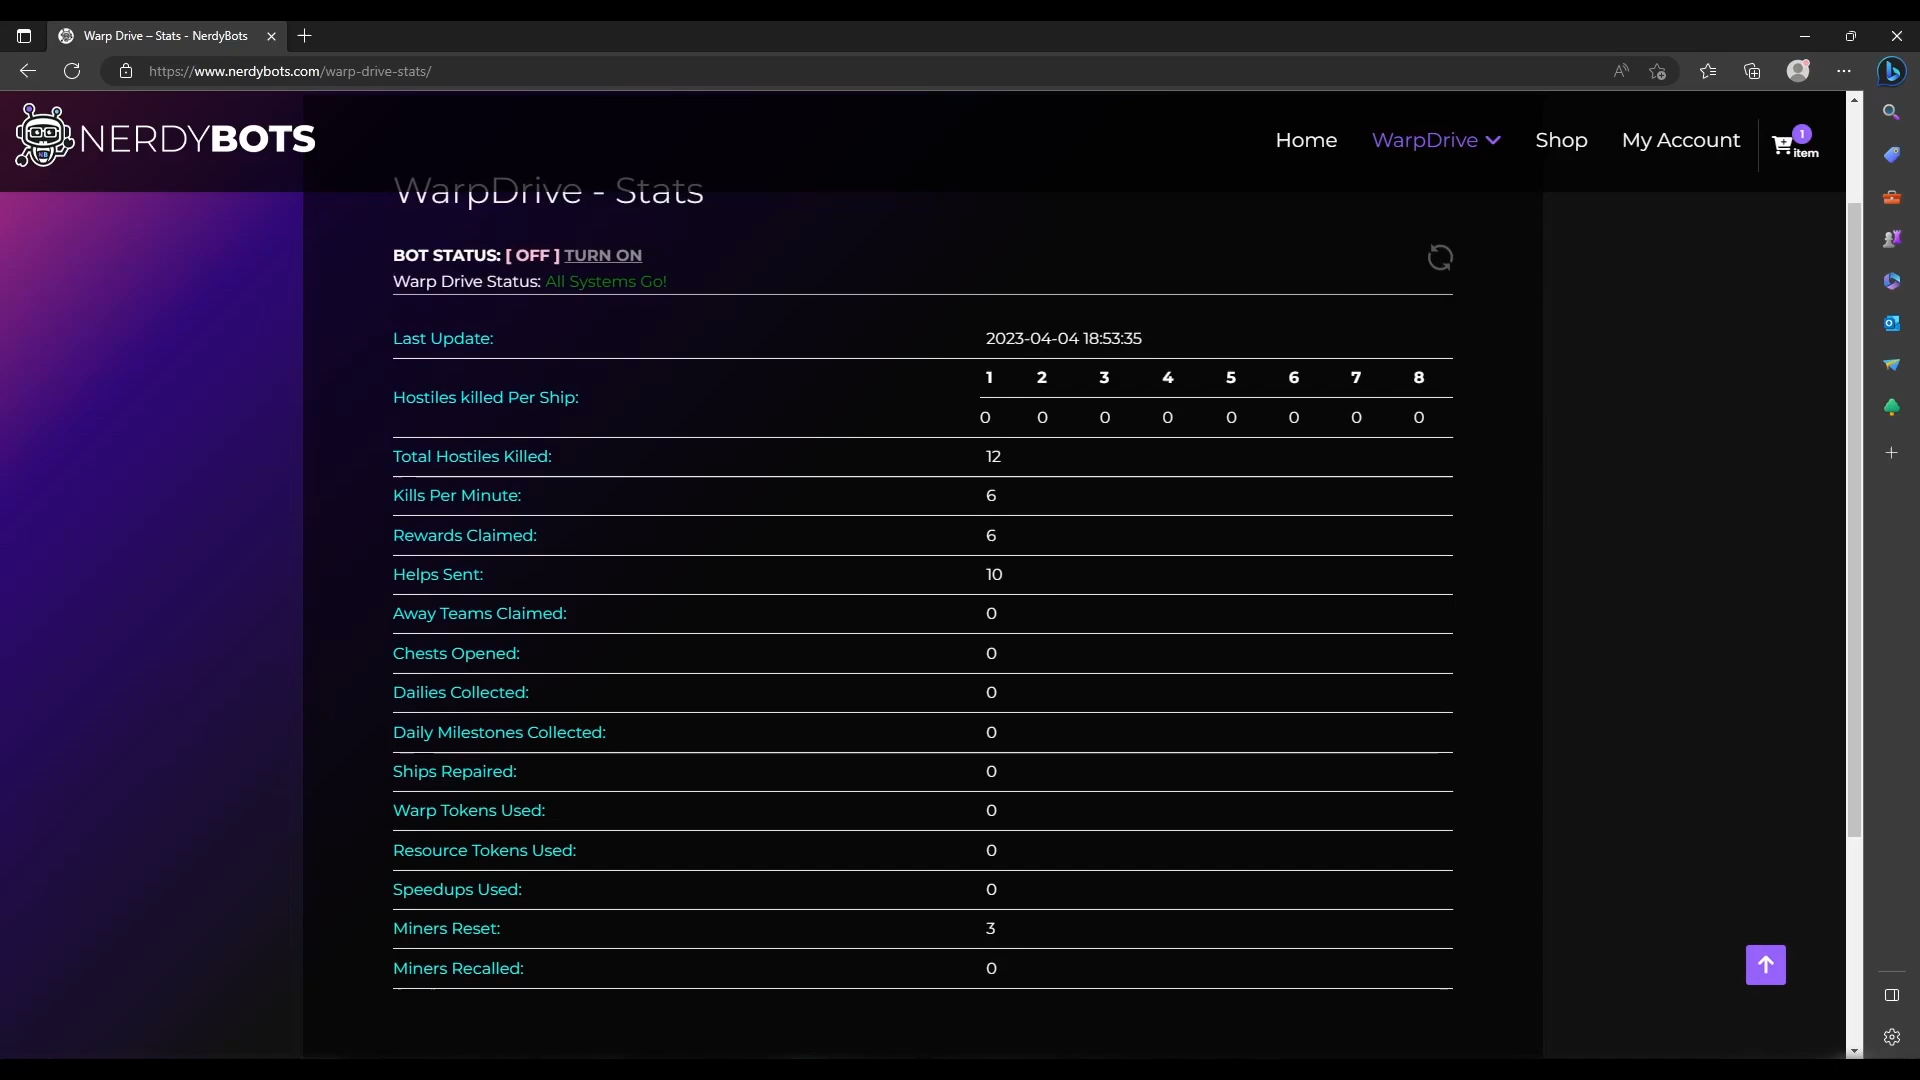 Warp Drive – Stats - NerdyBots
https://www.nerdybots.com/warp-drive-stats/
NERDYBOTS
Home WarpDrive Shop My Account 1 item
WarpDrive - Stats
BOT STATUS: [ OFF ] TURN ON
Warp Drive Status: All Systems Go!
Last Update: 2023-04-04 18:53:35
1 2 3 4 5 6 7 8
Hostiles killed Per Ship:
0 0 0 0 0 0 0 0
Total Hostiles Killed: 12
Kills Per Minute: 6
Rewards Claimed: 6
Helps Sent: 10
Away Teams Claimed: 0
Chests Opened: 0
Dailies Collected: 0
Daily Milestones Collected: 0
Ships Repaired: 0
Warp Tokens Used: 0
Resource Tokens Used: 0
Speedups Used: 0
Miners Reset: 3
Miners Recalled: 0